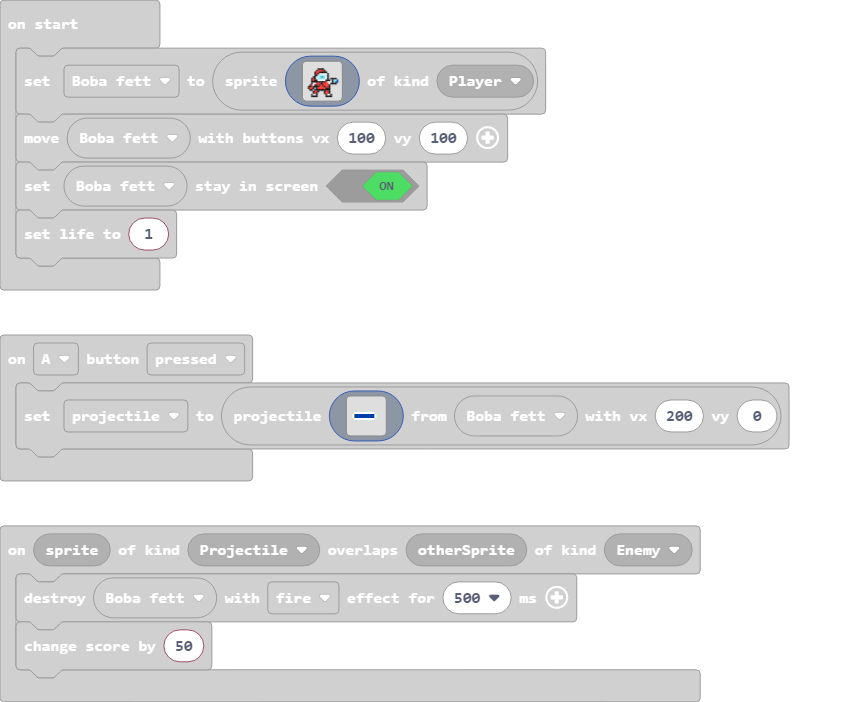 on start
set Boba fett to sprite of kind Player
move Boba fett with buttons vx 100 vy 100
set Boba fett stay in screen ON
set life to 1
on A button pressed
set projectile to projectile from Boba fett with vx 200 vy 0
on sprite of kind Projectile overlaps otherSprite of kind Enemy
destroy Boba fett with fire effect for 500 ms
change score by 50